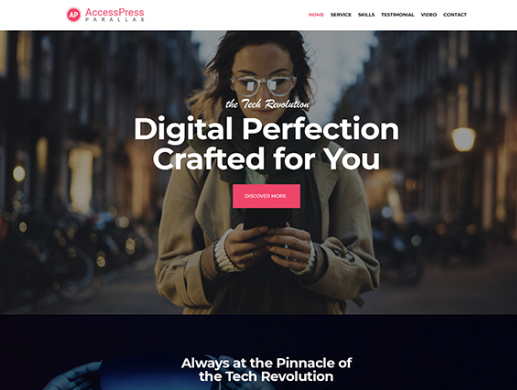 AP
AccessPress
PARALLAX
HOME SERVICE SKILLS TESTIMONIAL VIDEO CONTACT
the Tech Revolution
Digital Perfection
Crafted for You
DISCOVER MORE
Always at the Pinnacle of
the Tech Revolution